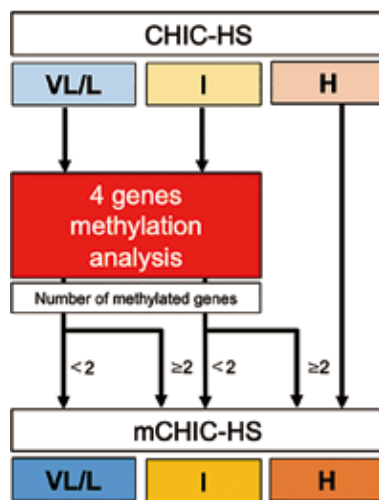 CHIC-HS
VL/L I H
4 genes
methylation
analysis
Number of methylated genes
<2 ≥2 <2 ≥2
mCHIC-HS
VL/L I H